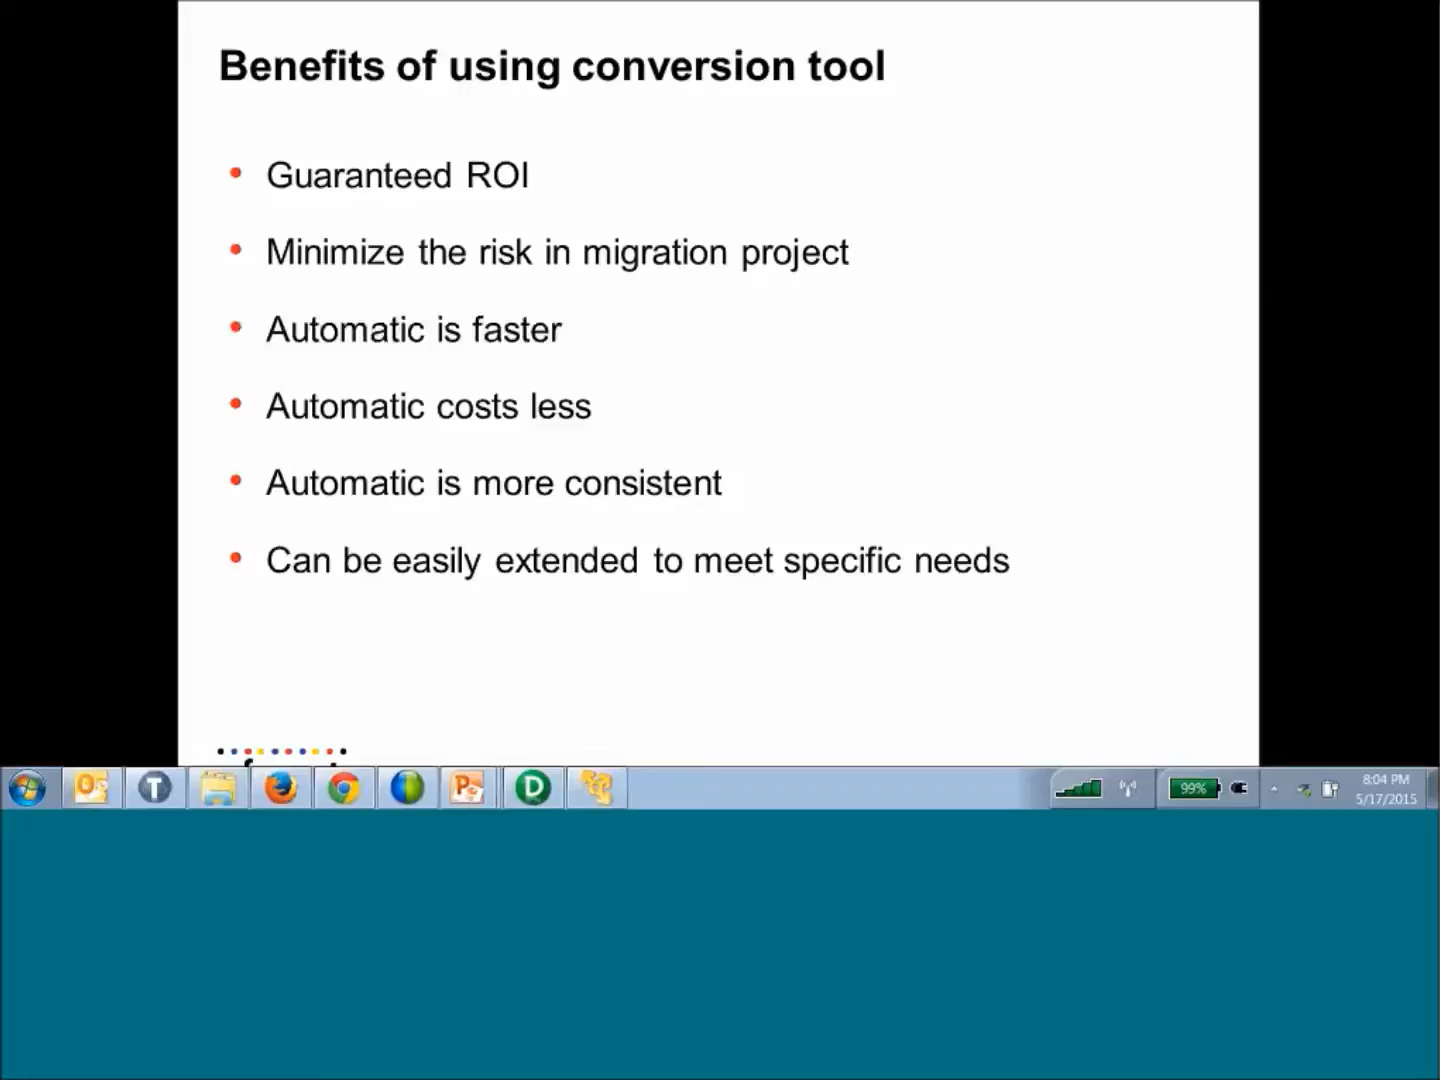 Benefits of using conversion tool
• Guaranteed ROI
• Minimize the risk in migration project
• Automatic is faster
• Automatic costs less
• Automatic is more consistent
• Can be easily extended to meet specific needs
99%
8:04 PM
5/17/2015